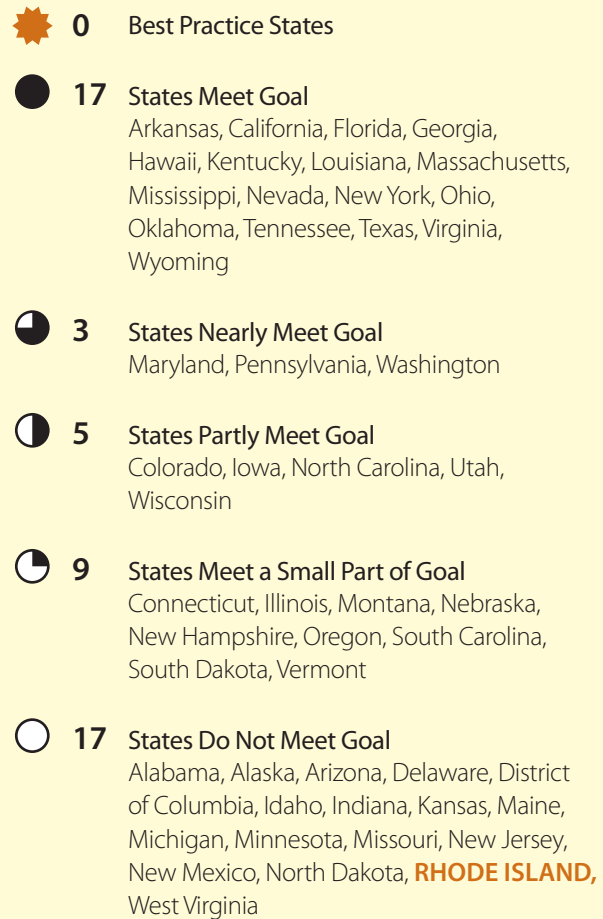 0 Best Practice States
17 States Meet Goal
Arkansas, California, Florida, Georgia,
Hawaii, Kentucky, Louisiana, Massachusetts,
Mississippi, Nevada, New York, Ohio,
Oklahoma, Tennessee, Texas, Virginia,
Wyoming
3 States Nearly Meet Goal
Maryland, Pennsylvania, Washington
5 States Partly Meet Goal
Colorado, Iowa, North Carolina, Utah,
Wisconsin
9 States Meet a Small Part of Goal
Connecticut, Illinois, Montana, Nebraska,
New Hampshire, Oregon, South Carolina,
South Dakota, Vermont
17 States Do Not Meet Goal
Alabama, Alaska, Arizona, Delaware, District
of Columbia, Idaho, Indiana, Kansas, Maine,
Michigan, Minnesota, Missouri, New Jersey,
New Mexico, North Dakota, RHODE ISLAND,
West Virginia